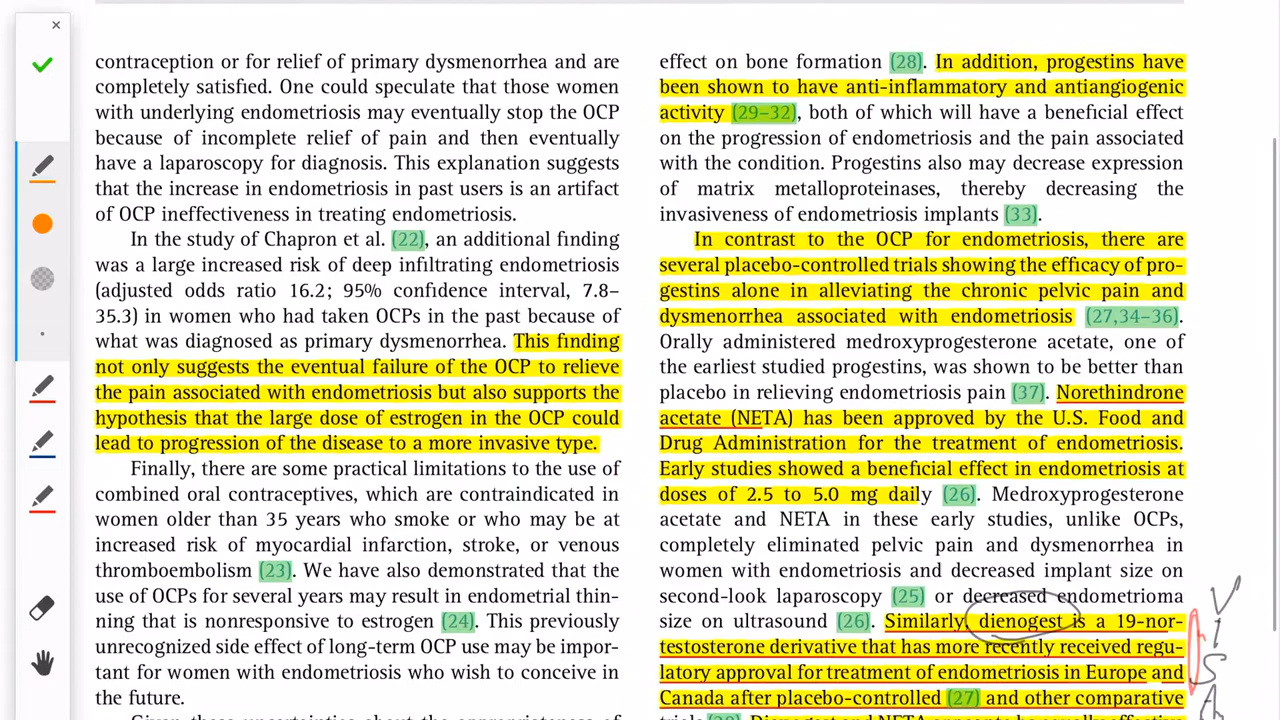 contraception or for relief of primary dysmenorrhea and are
completely satisfied. One could speculate that those women
with underlying endometriosis may eventually stop the OCP
because of incomplete relief of pain and then eventually
have a laparoscopy for diagnosis. This explanation suggests
that the increase in endometriosis in past users is an artifact
of OCP ineffectiveness in treating endometriosis.
In the study of Chapron et al. (22), an additional finding
was a large increased risk of deep infiltrating endometriosis
(adjusted odds ratio 16.2; 95% confidence interval, 7.8–
35.3) in women who had taken OCPs in the past because of
what was diagnosed as primary dysmenorrhea. This finding
not only suggests the eventual failure of the OCP to relieve
the pain associated with endometriosis but also supports the
hypothesis that the large dose of estrogen in the OCP could
lead to progression of the disease to a more invasive type.
Finally, there are some practical limitations to the use of
combined oral contraceptives, which are contraindicated in
women older than 35 years who smoke or who may be at
increased risk of myocardial infarction, stroke, or venous
thromboembolism (23). We have also demonstrated that the
use of OCPs for several years may result in endometrial thin-
ning that is nonresponsive to estrogen (24). This previously
unrecognized side effect of long-term OCP use may be impor-
tant for women with endometriosis who wish to conceive in
the future.
Given these uncertainties about the appropriateness of
effect on bone formation (28). In addition, progestins have
been shown to have anti-inflammatory and antiangiogenic
activity (29–32), both of which will have a beneficial effect
on the progression of endometriosis and the pain associated
with the condition. Progestins also may decrease expression
of matrix metalloproteinases, thereby decreasing the
invasiveness of endometriosis implants (33).
In contrast to the OCP for endometriosis, there are
several placebo-controlled trials showing the efficacy of pro-
gestins alone in alleviating the chronic pelvic pain and
dysmenorrhea associated with endometriosis (27,34–36).
Orally administered medroxyprogesterone acetate, one of
the earliest studied progestins, was shown to be better than
placebo in relieving endometriosis pain (37). Norethindrone
acetate (NETA) has been approved by the U.S. Food and
Drug Administration for the treatment of endometriosis.
Early studies showed a beneficial effect in endometriosis at
doses of 2.5 to 5.0 mg daily (26). Medroxyprogesterone
acetate and NETA in these early studies, unlike OCPs,
completely eliminated pelvic pain and dysmenorrhea in
women with endometriosis and decreased implant size on
second-look laparoscopy (25) or decreased endometrioma
size on ultrasound (26). Similarly, dienogest is a 19-nor-
testosterone derivative that has more recently received regu-
latory approval for treatment of endometriosis in Europe and
Canada after placebo-controlled (27) and other comparative
VISA